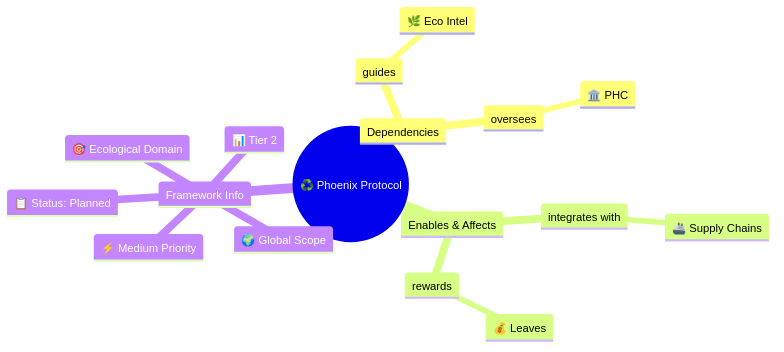 ♻️ Phoenix Protocol
Dependencies
guides
🌿 Eco Intel
oversees
🏛️ PHC
Enables & Affects
integrates with
🚢 Supply Chains
rewards
💰 Leaves
Framework Info
📊 Tier 2
🎯 Ecological Domain
📋 Status: Planned
⚡ Medium Priority
🌍 Global Scope